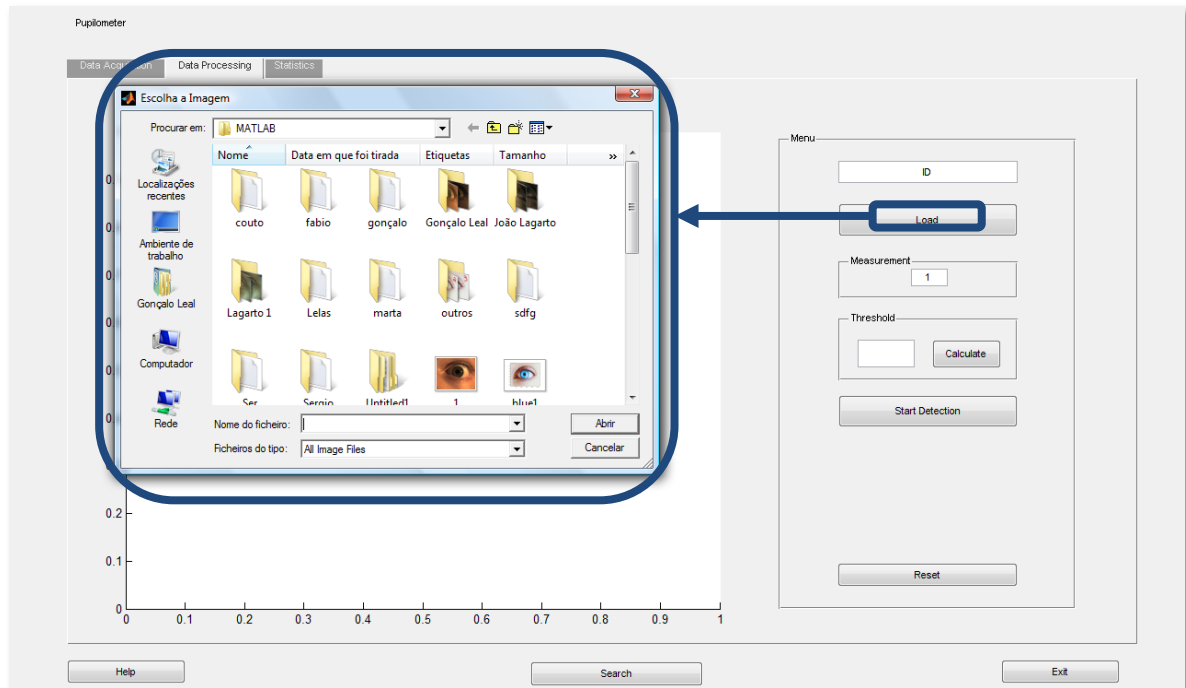 Pupilometer
Data Acquisition Data Processing Statistics
Escolha a Imagem
Procurar em: MATLAB
Localizações
recentes
Ambiente de
trabalho
Gonçalo Leal
Computador
Rede
Nome Data em que foi tirada Etiquetas Tamanho »
couto fabio gonçalo Gonçalo Leal João Lagarto
Lagarto 1 Lelas marta outros sdfg
Ser Sergio Untitled1 1 blue1
Nome do ficheiro: Abrir
Ficheiros do tipo: All Image Files Cancelar
0.2
0.1
0
0 0.1 0.2 0.3 0.4 0.5 0.6 0.7 0.8 0.9 1
Menu
ID
Load
Measurement
1
Threshold
Calculate
Start Detection
Reset
Help Search Exit